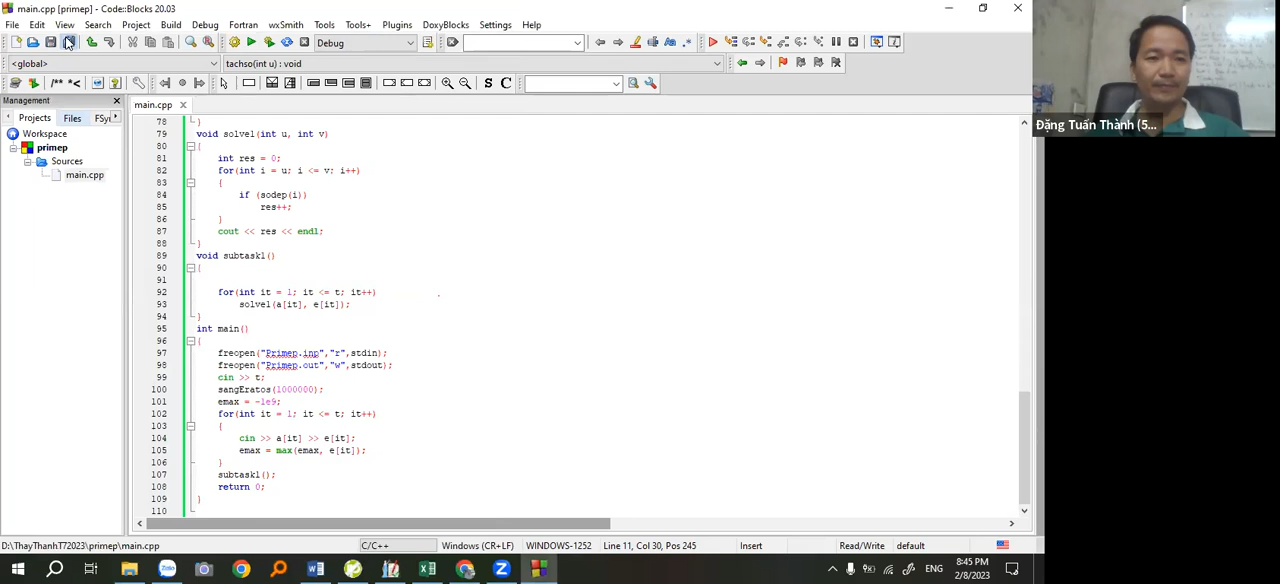 main.cpp [primep] - Code::Blocks 20.03
File Edit View Search Project Build Debug Fortran wxSmith Tools Tools+ Plugins DoxyBlocks Settings Help
Debug
<global> tachso(int u) : void
/** *<
S C
Management
Projects Files FSy
Workspace
primep
Sources
main.cpp
main.cpp
78 }
79 void solve1(int u, int v)
80 {
81 int res = 0;
82 for(int i = u; i <= v; i++)
83 {
84 if (sodep(i))
85 res++;
86 }
87 cout << res << endl;
88 }
89 void subtask1()
90 {
91
92 for(int it = 1; it <= t; it++)
93 solve1(a[it], e[it]);
94 }
95 int main()
96 {
97 freopen("Primep.inp","r",stdin);
98 freopen("Primep.out","w",stdout);
99 cin >> t;
100 sangEratos(1000000);
101 emax = -1e9;
102 for(int it = 1; it <= t; it++)
103 {
104 cin >> a[it] >> e[it];
105 emax = max(emax, e[it]);
106 }
107 subtask1();
108 return 0;
109 }
110
D:\ThayThanhT72023\primep\main.cpp C/C++ Windows (CR+LF) WINDOWS-1252 Line 11, Col 30, Pos 245 Insert Read/Write default
ENG
8:45 PM
2/8/2023
Đặng Tuấn Thành (5...